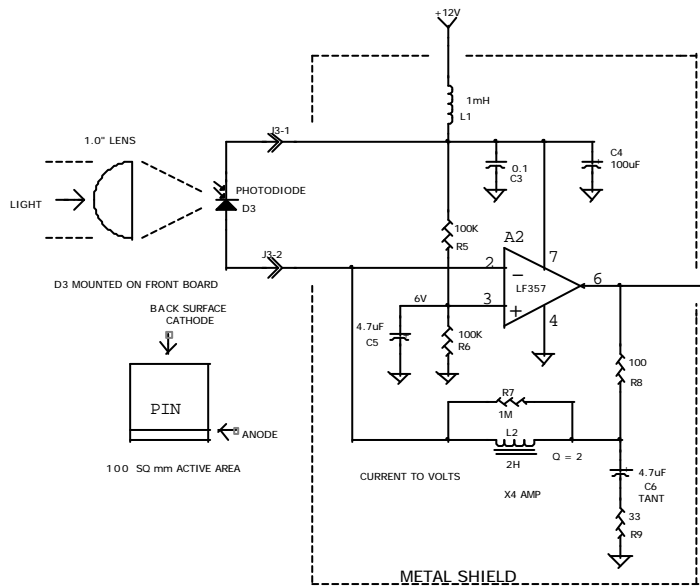 +12V
1mH
L1
J3-1
1.0" LENS
C4
100uF
0.1
C3
PHOTODIODE
D3
LIGHT
100K
R5
A2
J3-2
2
7
LF357
6
D3 MOUNTED ON FRONT BOARD
6V
3
4
BACK SURFACE
CATHODE
4.7uF
C5
100K
R6
100
R8
R7
1M
PIN
ANODE
L2
2H
Q = 2
100 SQ mm ACTIVE AREA
CURRENT TO VOLTS
X4 AMP
4.7uF
C6
TANT
33
R9
METAL SHIELD